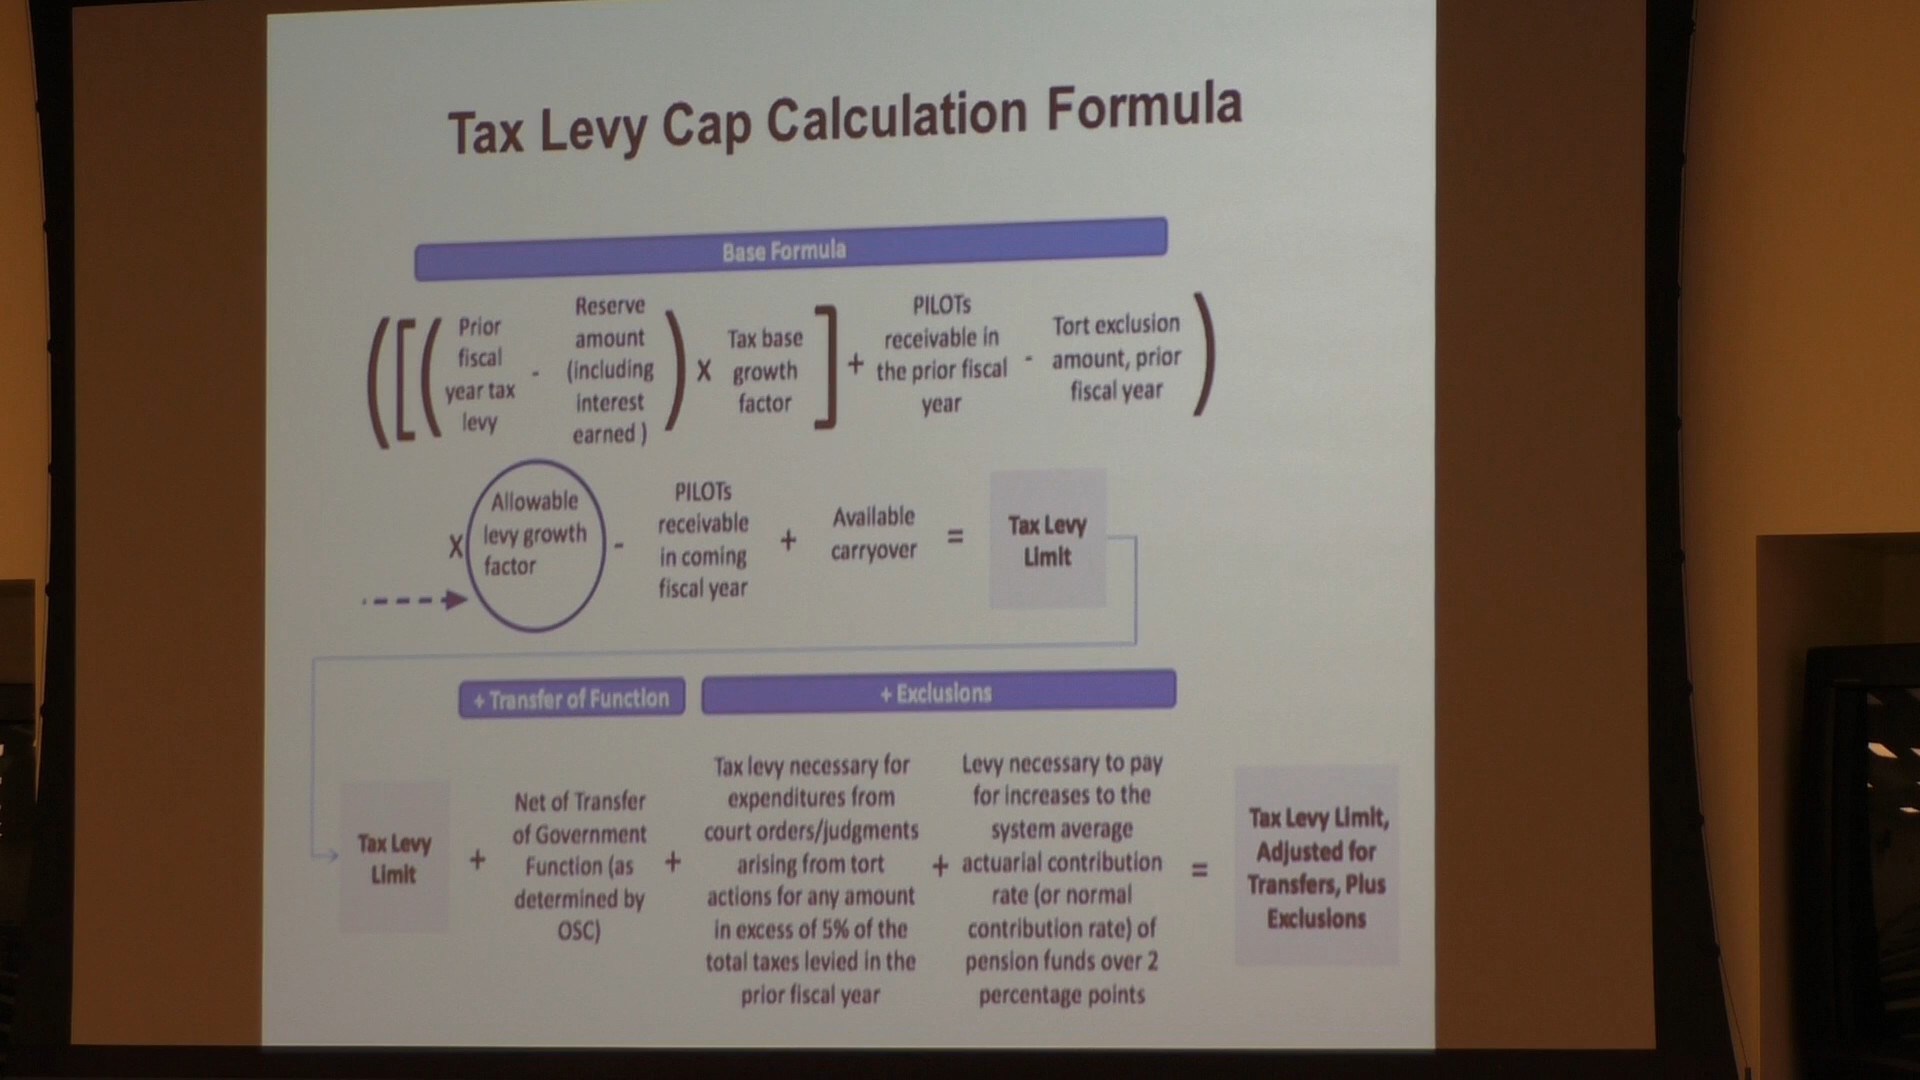 Tax Levy Cap Calculation Formula
Base Formula
( [ (
Prior
fiscal
year tax
levy
-
Reserve
amount
(including
interest
earned )
)
X
Tax base
growth
factor
]
+
PILOTs
receivable in
the prior fiscal
year
-
Tort exclusion
amount, prior
fiscal year
)
X
Allowable
levy growth
factor
-
PILOTs
receivable
in coming
fiscal year
+
Available
carryover
=
Tax Levy
Limit
+ Transfer of Function
+ Exclusions
Tax Levy
Limit
+
Net of Transfer
of Government
Function (as
determined by
OSC)
+
Tax levy necessary for
expenditures from
court orders/judgments
arising from tort
actions for any amount
in excess of 5% of the
total taxes levied in the
prior fiscal year
+
Levy necessary to pay
for increases to the
system average
actuarial contribution
rate (or normal
contribution rate) of
pension funds over 2
percentage points
=
Tax Levy Limit,
Adjusted for
Transfers, Plus
Exclusions